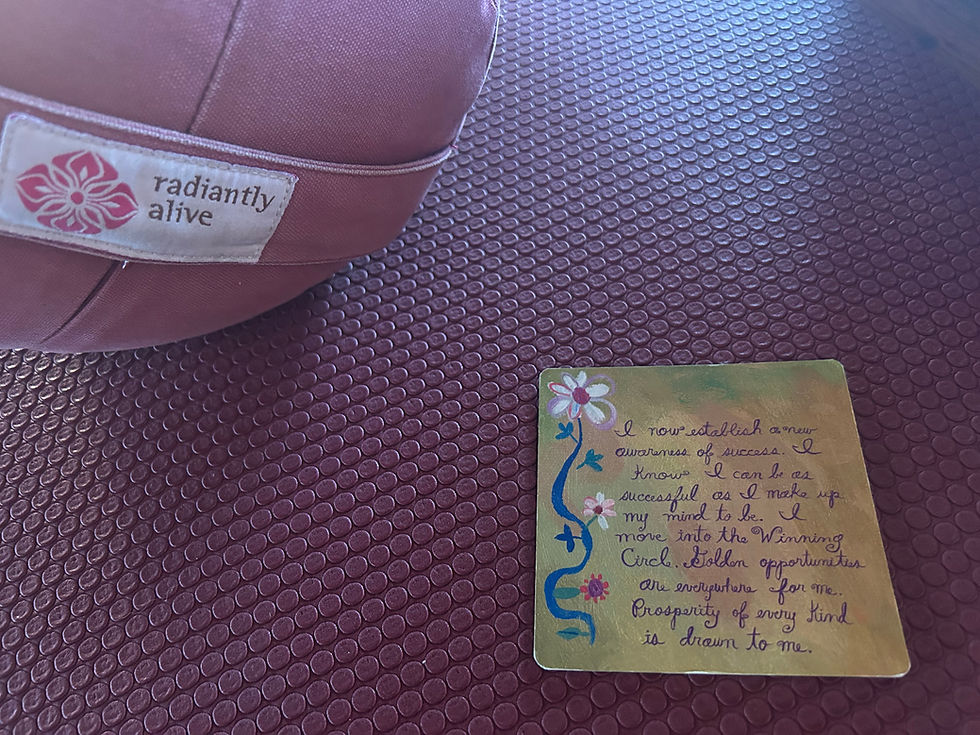 radiantly
alive
I now establish a new
awareness of success. I
know I can be as
successful as I make up
my mind to be. I
move into the Winning
Circle. Golden opportunities
are everywhere for me.
Prosperity of every kind
is drawn to me.